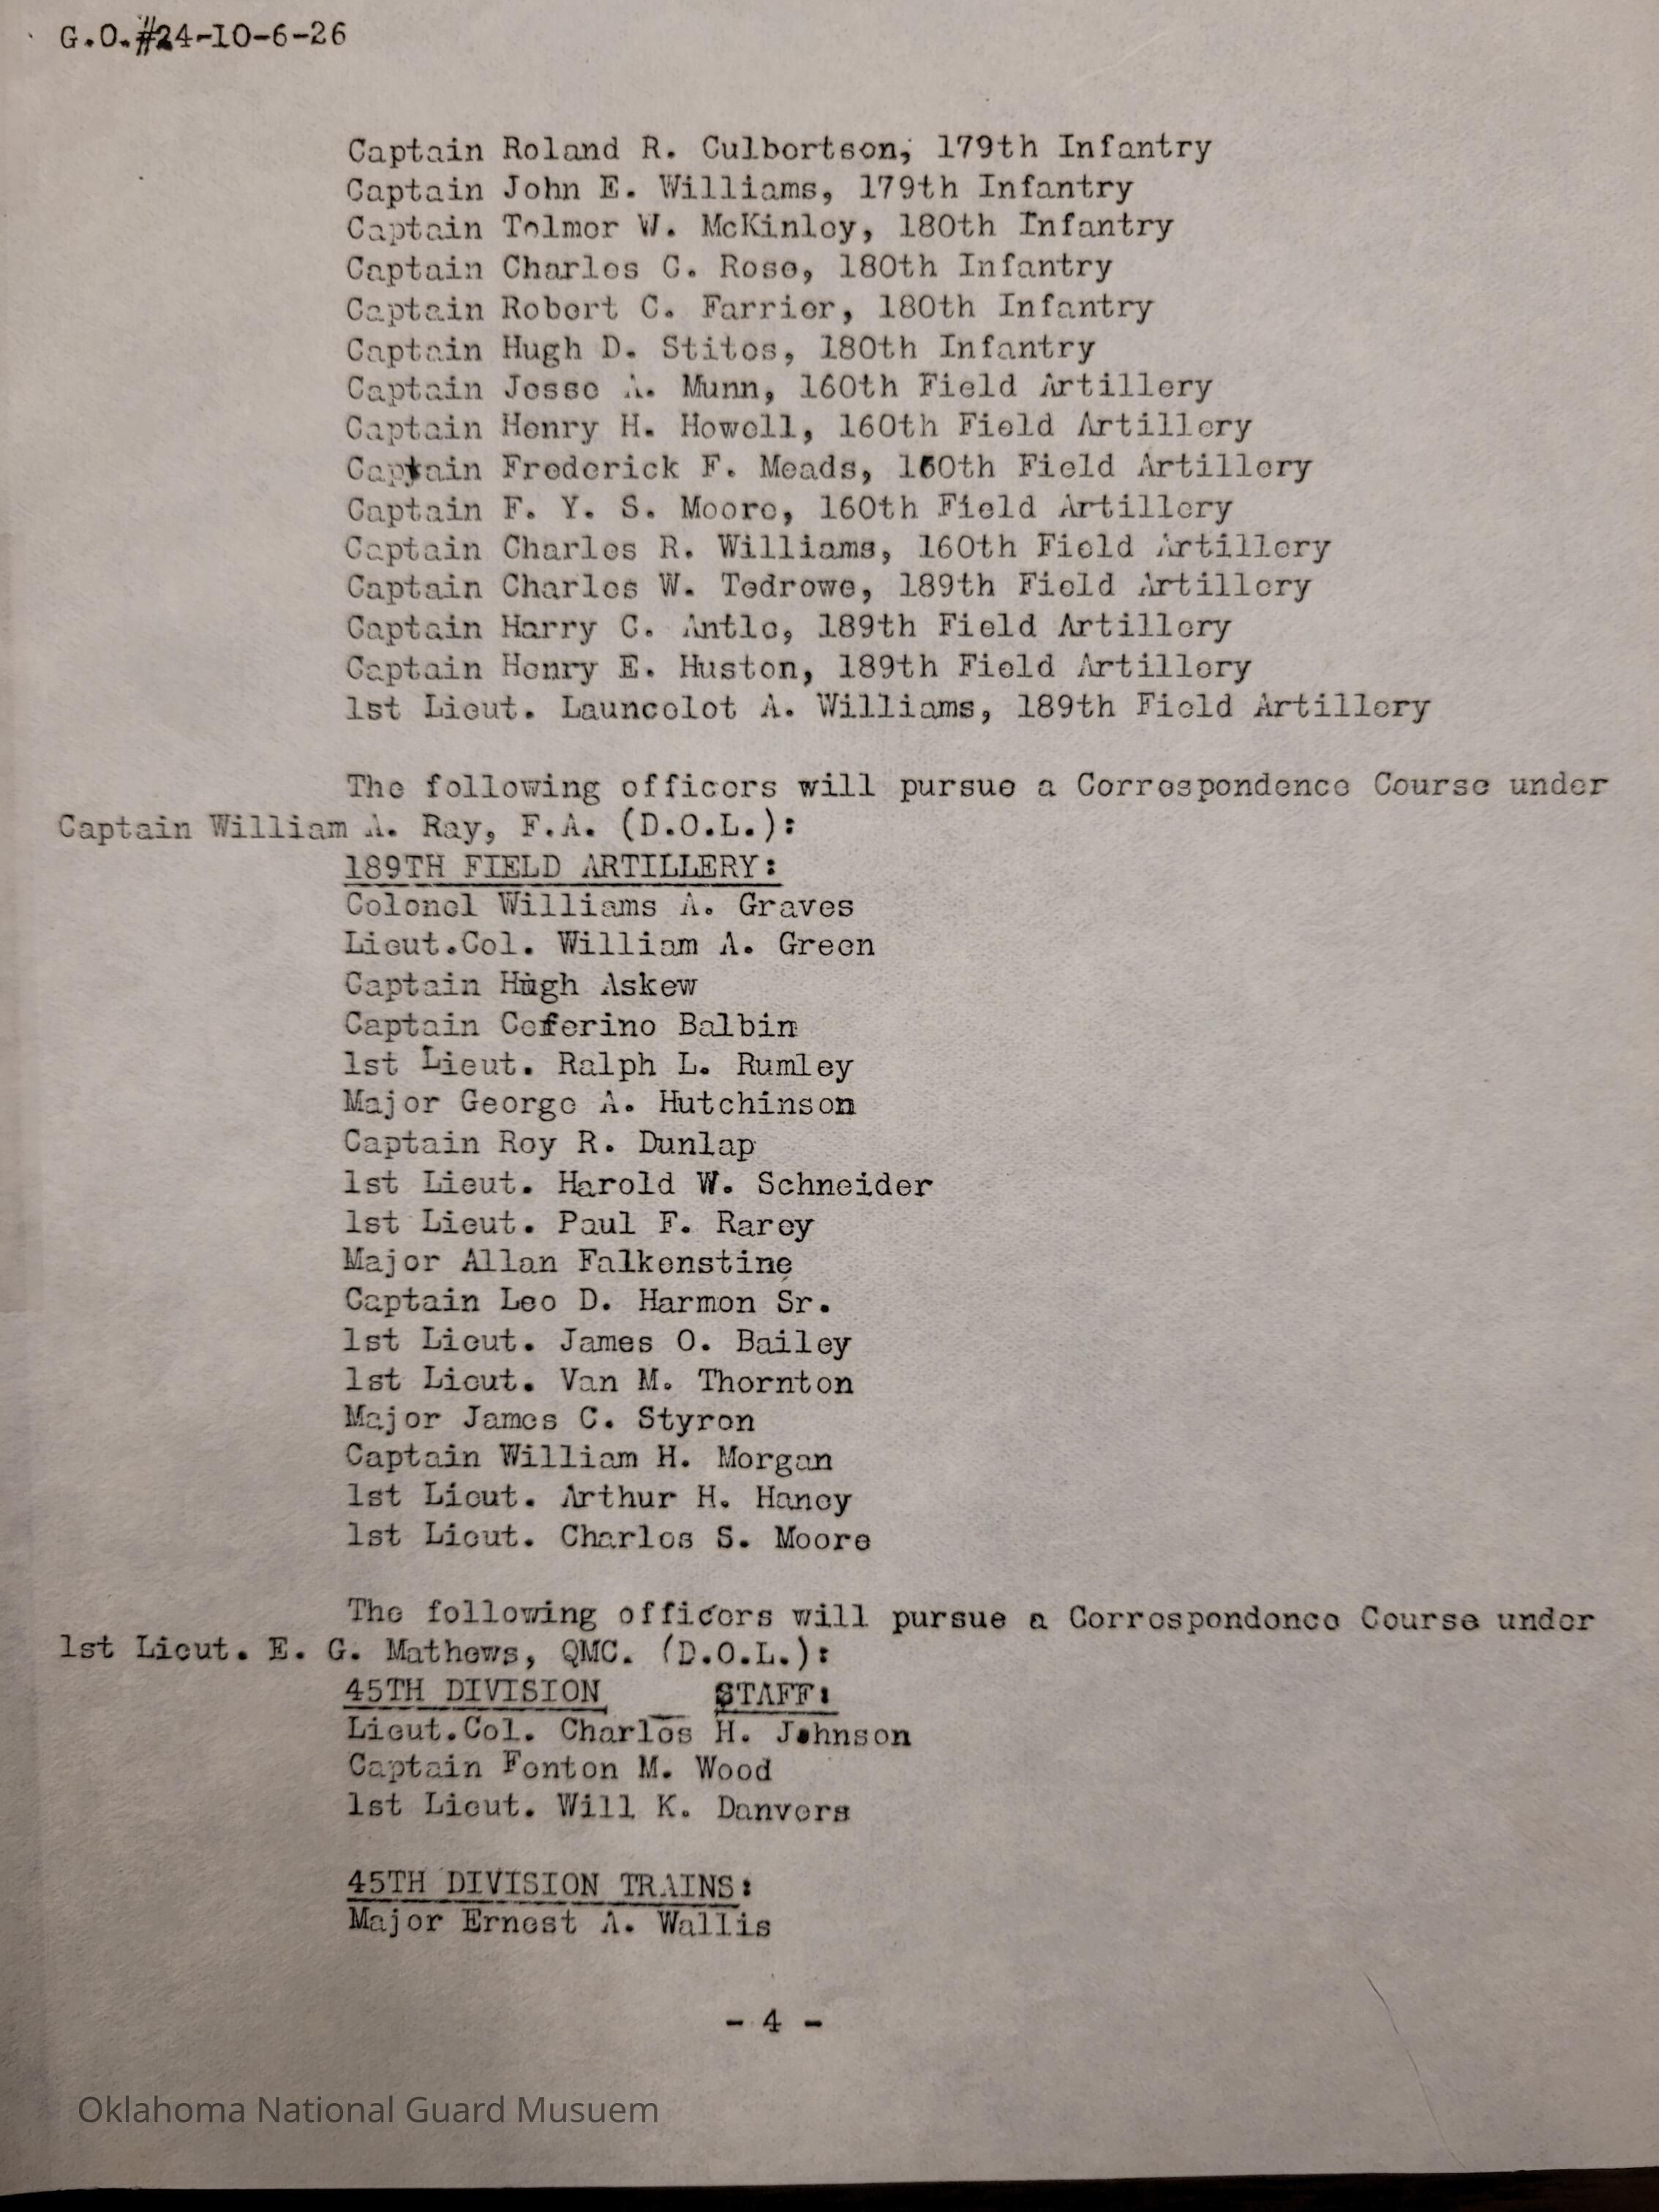 G.O.#24-10-6-26
Captain Roland R. Culbertson, 179th Infantry
Captain John E. Williams, 179th Infantry
Captain Telmer W. McKinley, 180th Infantry
Captain Charles C. Rose, 180th Infantry
Captain Robert C. Farrier, 180th Infantry
Captain Hugh D. Stites, 180th Infantry
Captain Jesse A. Munn, 160th Field Artillery
Captain Henry H. Howell, 160th Field Artillery
Captain Frederick F. Meads, 160th Field Artillery
Captain F. Y. S. Moore, 160th Field Artillery
Captain Charles R. Williams, 160th Field Artillery
Captain Charles W. Tedrowe, 189th Field Artillery
Captain Harry C. Antle, 189th Field Artillery
Captain Henry E. Huston, 189th Field Artillery
1st Lieut. Launcelot A. Williams, 189th Field Artillery
The following officers will pursue a Correspondence Course under
Captain William A. Ray, F.A. (D.O.L.):
189TH FIELD ARTILLERY:
Colonel Williams A. Graves
Lieut.Col. William A. Green
Captain Hugh Askew
Captain Ceferino Balbin
1st Lieut. Ralph L. Rumley
Major George A. Hutchinson
Captain Roy R. Dunlap
1st Lieut. Harold W. Schneider
1st Lieut. Paul F. Rarey
Major Allan Falkenstine
Captain Leo D. Harmon Sr.
1st Lieut. James O. Bailey
1st Lieut. Van M. Thornton
Major James C. Styron
Captain William H. Morgan
1st Lieut. Arthur H. Haney
1st Lieut. Charles S. Moore
The following officers will pursue a Correspondence Course under
1st Lieut. E. G. Mathews, QMC. (D.O.L.):
45TH DIVISION STAFF:
Lieut.Col. Charles H. Johnson
Captain Fenton M. Wood
1st Lieut. Will K. Danvers
45TH DIVISION TRAINS:
Major Ernest A. Wallis
- 4 -
Oklahoma National Guard Musuem